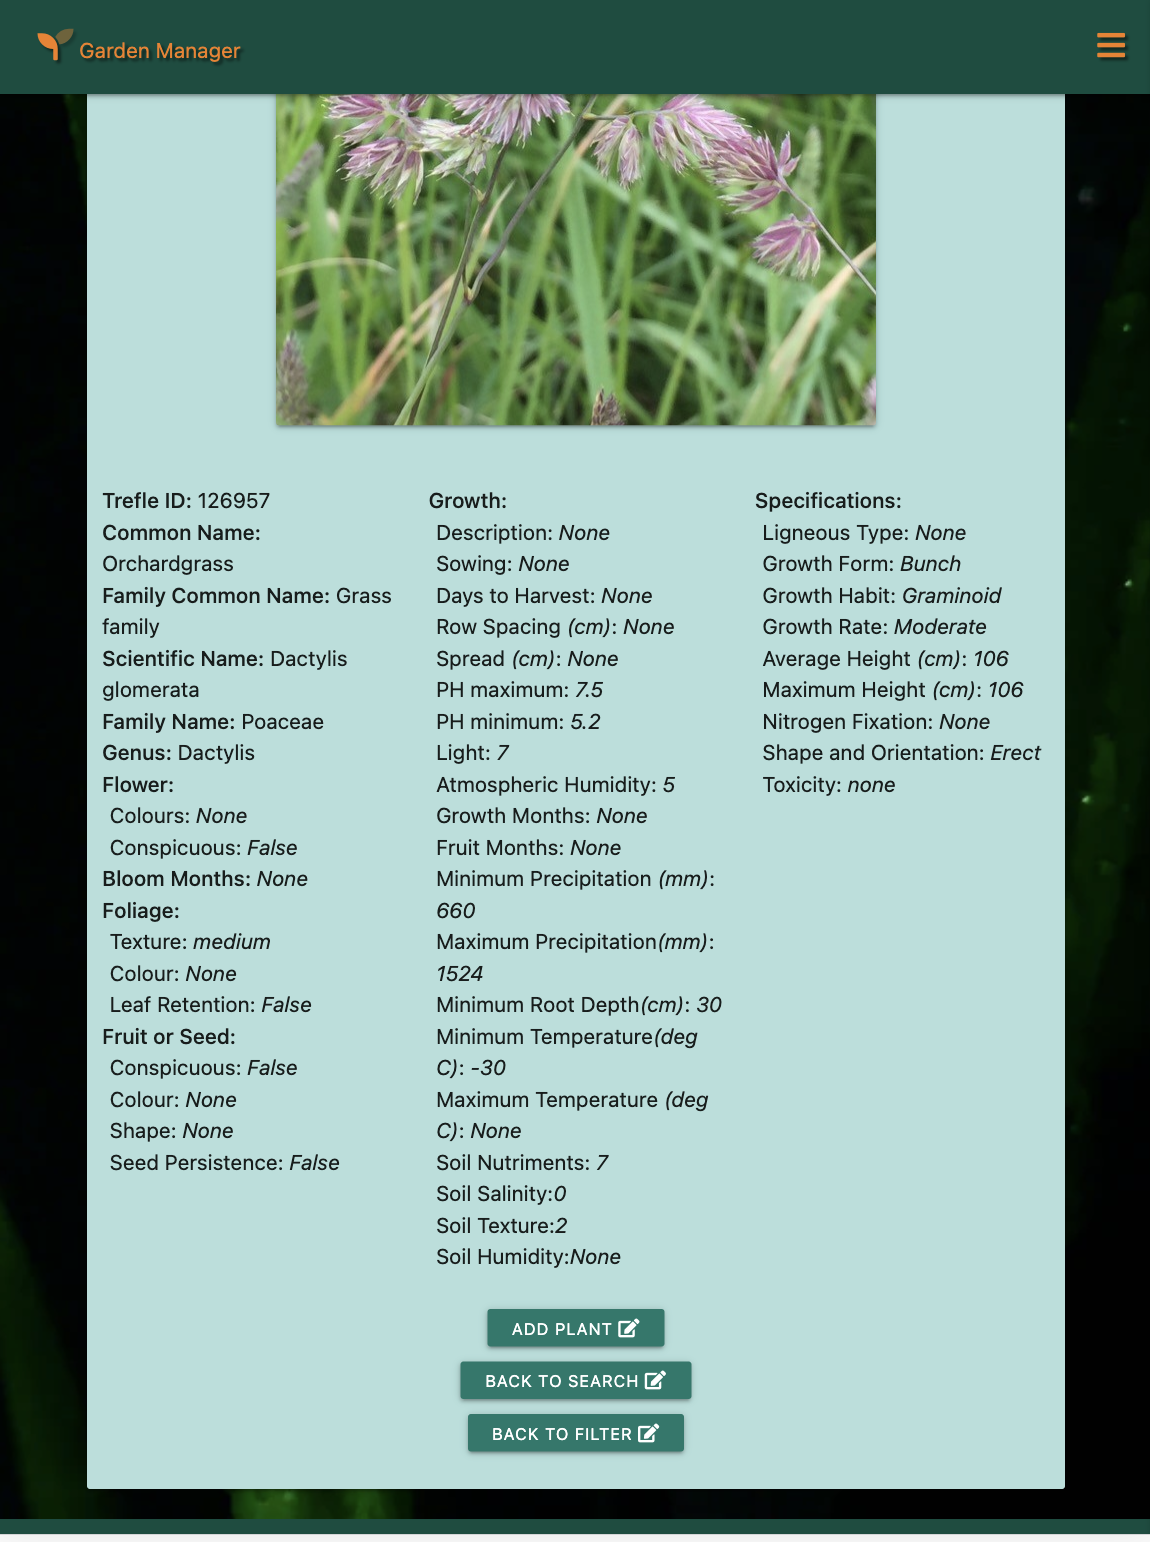 Garden Manager
Trefle ID: 126957
Common Name:
Orchardgrass
Family Common Name: Grass
family
Scientific Name: Dactylis
glomerata
Family Name: Poaceae
Genus: Dactylis
Flower:
Colours: None
Conspicuous: False
Bloom Months: None
Foliage:
Texture: medium
Colour: None
Leaf Retention: False
Fruit or Seed:
Conspicuous: False
Colour: None
Shape: None
Seed Persistence: False
Growth:
Description: None
Sowing: None
Days to Harvest: None
Row Spacing (cm): None
Spread (cm): None
PH maximum: 7.5
PH minimum: 5.2
Light: 7
Atmospheric Humidity: 5
Growth Months: None
Fruit Months: None
Minimum Precipitation (mm):
660
Maximum Precipitation(mm):
1524
Minimum Root Depth(cm): 30
Minimum Temperature(deg
C): -30
Maximum Temperature (deg
C): None
Soil Nutriments: 7
Soil Salinity:0
Soil Texture:2
Soil Humidity:None
Specifications:
Ligneous Type: None
Growth Form: Bunch
Growth Habit: Graminoid
Growth Rate: Moderate
Average Height (cm): 106
Maximum Height (cm): 106
Nitrogen Fixation: None
Shape and Orientation: Erect
Toxicity: none
ADD PLANT
BACK TO SEARCH
BACK TO FILTER